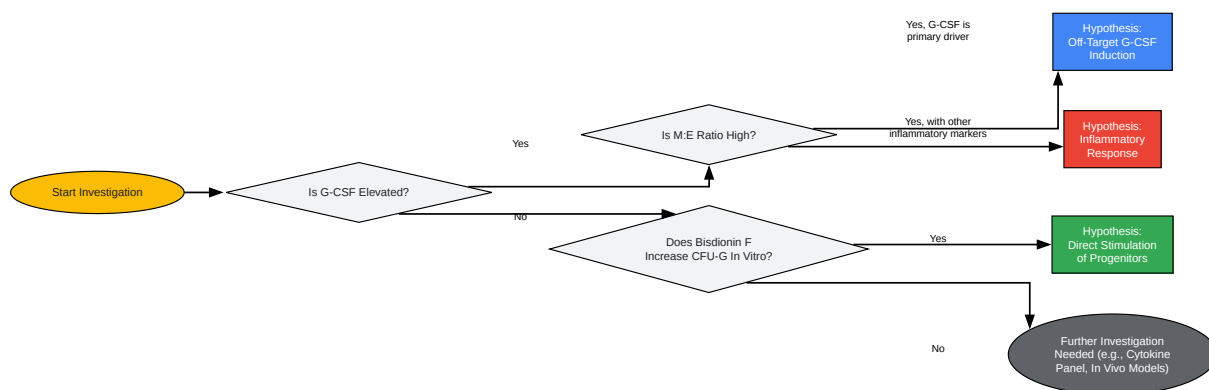 Start Investigation
Is G-CSF Elevated?
Yes
No
Is M:E Ratio High?
Yes, G-CSF is
primary driver
Hypothesis:
Off-Target G-CSF
Induction
Yes, with other
inflammatory markers
Hypothesis:
Inflammatory
Response
Does Bisdionin F
Increase CFU-G In Vitro?
Yes
Hypothesis:
Direct Stimulation
of Progenitors
No
Further Investigation
Needed (e.g., Cytokine
Panel, In Vivo Models)